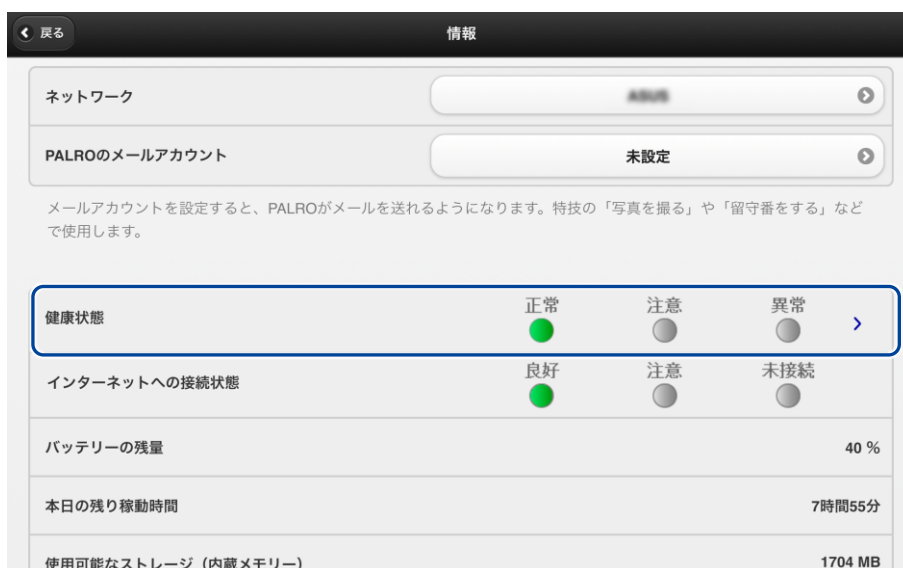 戻る
情報
ネットワーク
PALROのメールアカウント 未設定
メールアカウントを設定すると、PALROがメールを送れるようになります。特技の「写真を撮る」や「留守番をする」など
で使用します。
健康状態 正常 注意 異常
インターネットへの接続状態 良好 注意 未接続
バッテリーの残量 40 %
本日の残り稼動時間 7時間55分
使用可能なストレージ（内蔵メモリー） 1704 MB